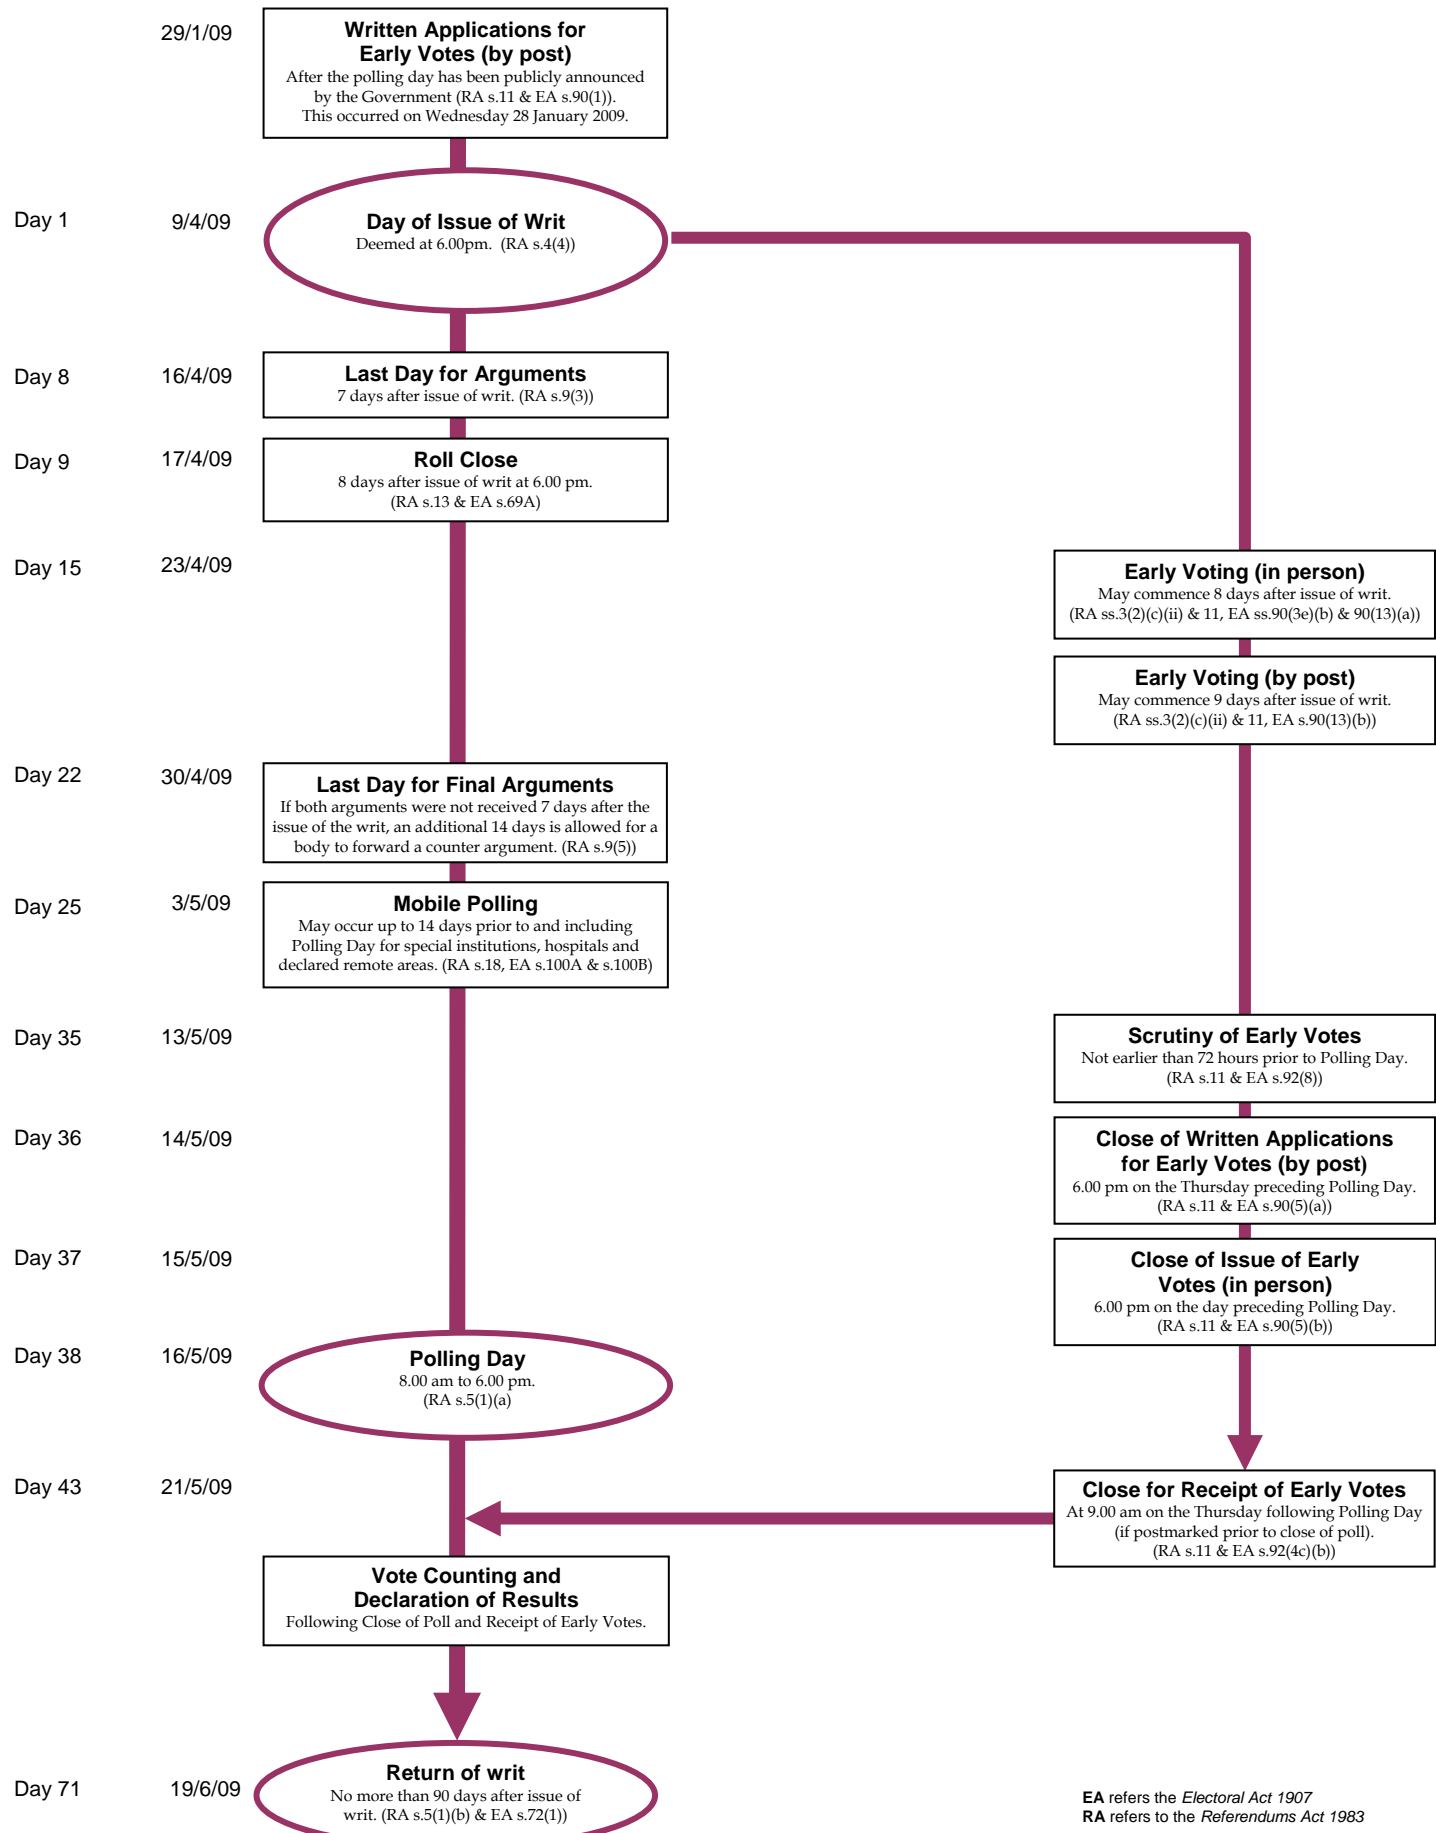 29/1/09
Written Applications for
Early Votes (by post)
After the polling day has been publicly announced
by the Government (RA s.11 & EA s.90(1)).
This occurred on Wednesday 28 January 2009.
Day 1
9/4/09
Day of Issue of Writ
Deemed at 6.00pm. (RA s.4(4))
Day 8
16/4/09
Last Day for Arguments
7 days after issue of writ. (RA s.9(3))
Day 9
17/4/09
Roll Close
8 days after issue of writ at 6.00 pm.
(RA s.13 & EA s.69A)
Day 15
23/4/09
Early Voting (in person)
May commence 8 days after issue of writ.
(RA ss.3(2)(c)(ii) & 11, EA ss.90(3e)(b) & 90(13)(a))
Early Voting (by post)
May commence 9 days after issue of writ.
(RA ss.3(2)(c)(ii) & 11, EA s.90(13)(b))
Day 22
30/4/09
Last Day for Final Arguments
If both arguments were not received 7 days after the
issue of the writ, an additional 14 days is allowed for a
body to forward a counter argument. (RA s.9(5))
Day 25
3/5/09
Mobile Polling
May occur up to 14 days prior to and including
Polling Day for special institutions, hospitals and
declared remote areas. (RA s.18, EA s.100A & s.100B)
Day 35
13/5/09
Scrutiny of Early Votes
Not earlier than 72 hours prior to Polling Day.
(RA s.11 & EA s.92(8))
Day 36
14/5/09
Close of Written Applications
for Early Votes (by post)
6.00 pm on the Thursday preceding Polling Day.
(RA s.11 & EA s.90(5)(a))
Day 37
15/5/09
Close of Issue of Early
Votes (in person)
6.00 pm on the day preceding Polling Day.
(RA s.11 & EA s.90(5)(b))
Day 38
16/5/09
Polling Day
8.00 am to 6.00 pm.
(RA s.5(1)(a)
Day 43
21/5/09
Close for Receipt of Early Votes
At 9.00 am on the Thursday following Polling Day
(if postmarked prior to close of poll).
(RA s.11 & EA s.92(4c)(b))
Vote Counting and
Declaration of Results
Following Close of Poll and Receipt of Early Votes.
Day 71
19/6/09
Return of writ
No more than 90 days after issue of
writ. (RA s.5(1)(b) & EA s.72(1))
EA refers the Electoral Act 1907
RA refers to the Referendums Act 1983